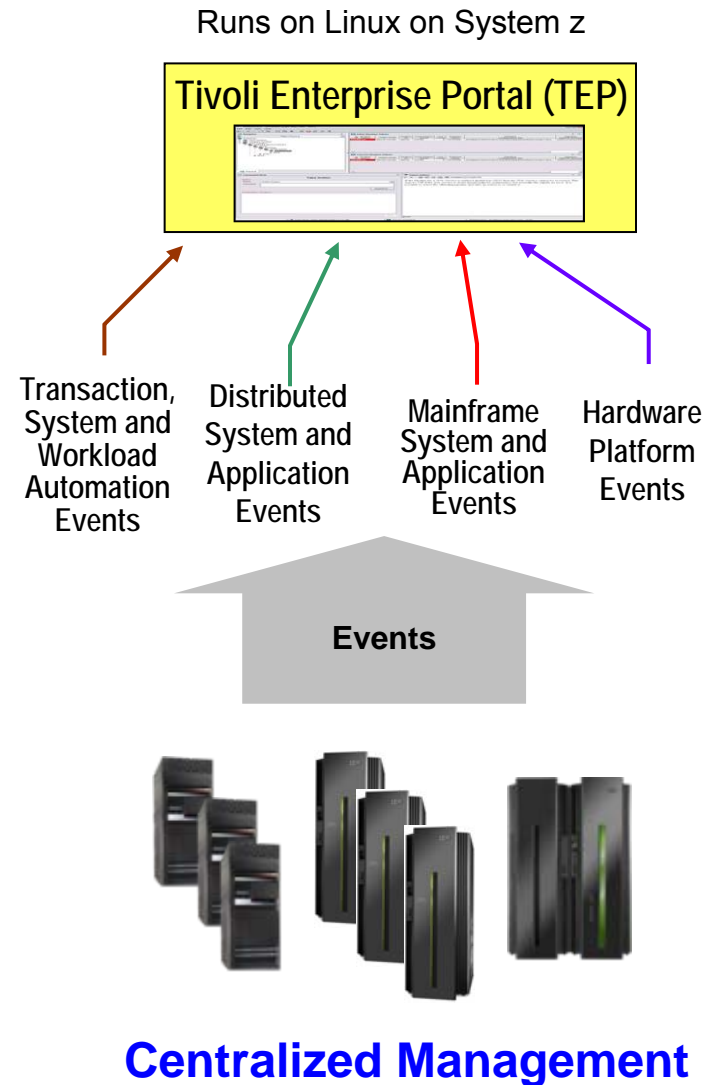 Runs on Linux on System z
Tivoli Enterprise Portal (TEP)
Transaction,
System and
Workload
Automation
Events
Distributed
System and
Application
Events
Mainframe
System and
Application
Events
Hardware
Platform
Events
Events
Centralized Management